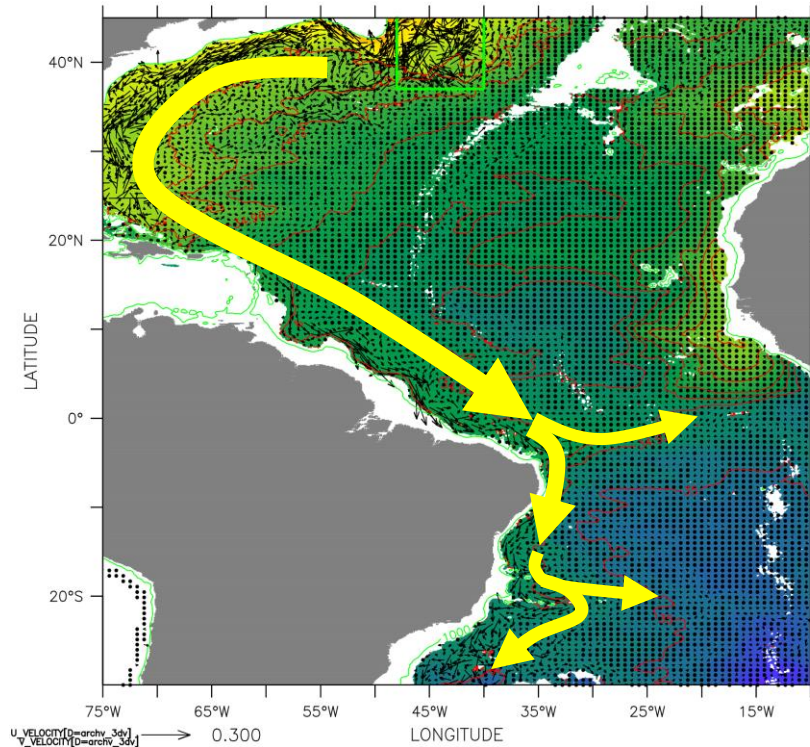 40°N
20°N
LATITUDE
0°
20°S
1000
75°W
65°W
55°W
45°W
35°W
25°W
15°W
U_VELOCITY[D=archv_3dv]
V_VELOCITY[D=archv_3dv]
0.300
LONGITUDE